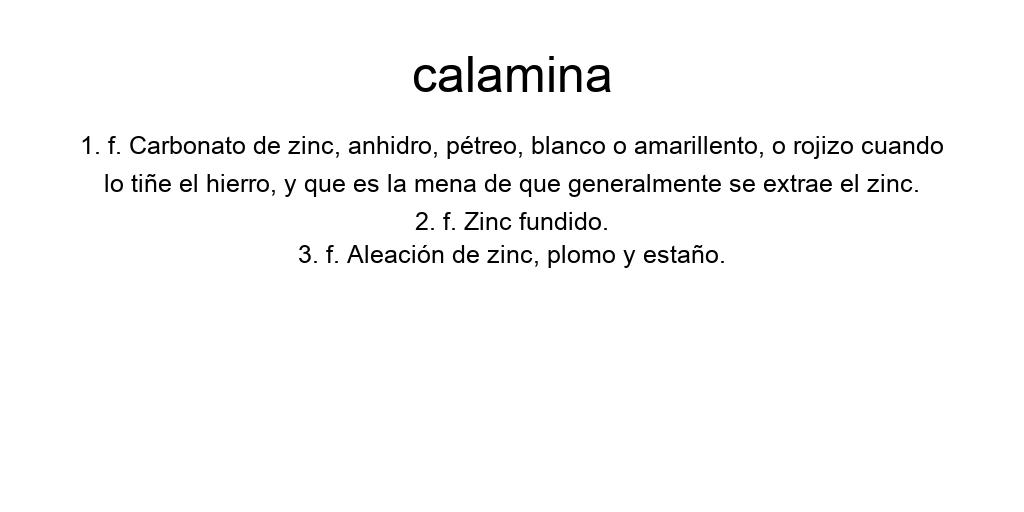 calamina
1. f. Carbonato de zinc, anhidro, pétreo, blanco o amarillento, o rojizo cuando
lo tiñe el hierro, y que es la mena de que generalmente se extrae el zinc.
2. f. Zinc fundido.
3. f. Aleación de zinc, plomo y estaño.